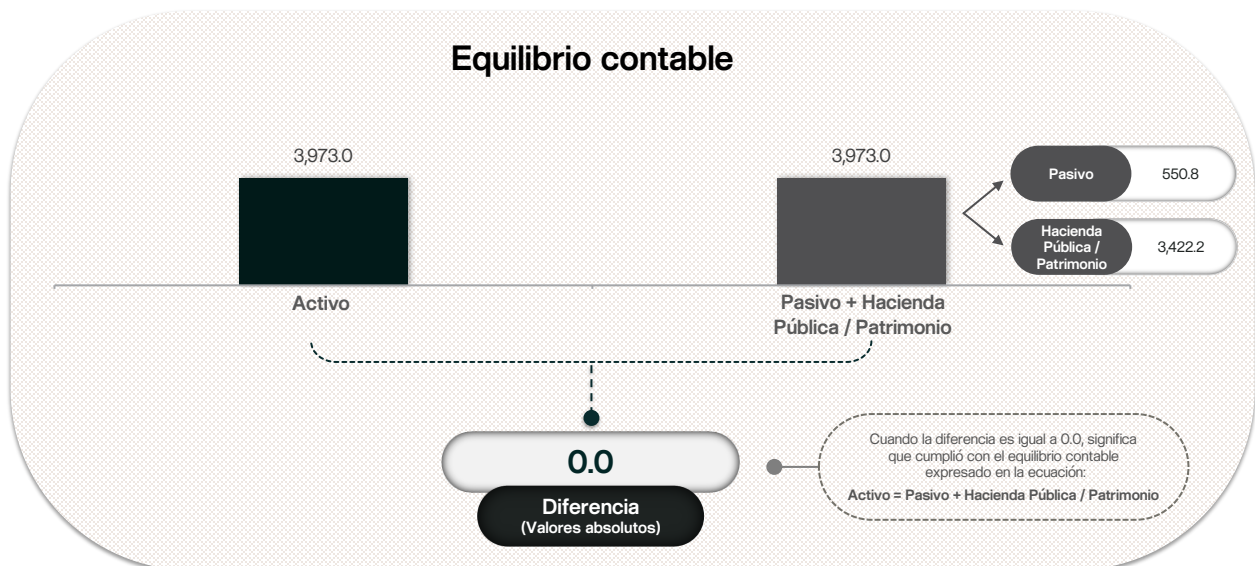 Equilibrio contable
3,973.0
3,973.0
Pasivo
550.8
Hacienda
Pública /
Patrimonio
3,422.2
Activo
Pasivo + Hacienda
Pública / Patrimonio
0.0
Diferencia
(Valores absolutos)
Cuando la diferencia es igual a 0.0, significa
que cumplió con el equilibrio contable
expresado en la ecuación:
Activo = Pasivo + Hacienda Pública / Patrimonio